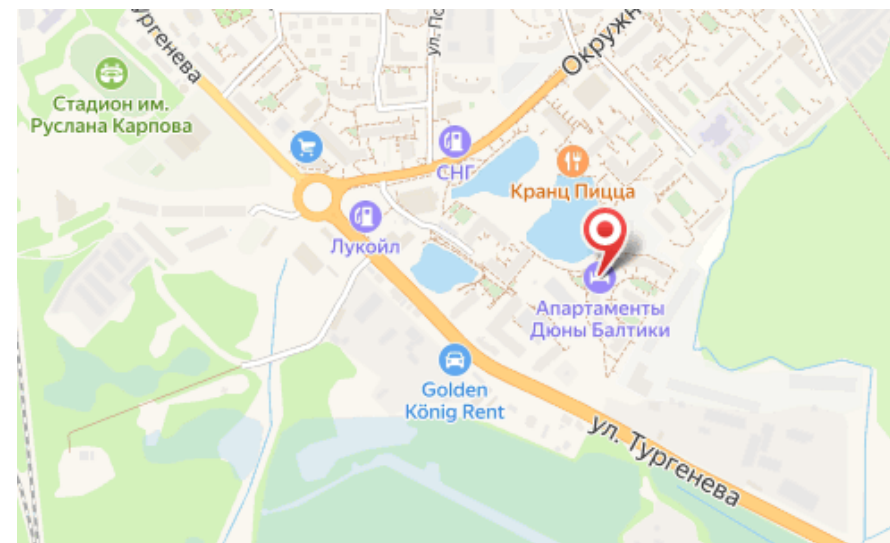 Тургенева
ул. По
Окружн
Стадион им.
Руслана Карпова
СНГ
Кранц Пицца
Лукойл
Апартаменты
Дюны Балтики
Golden
König Rent
ул. Тургенева